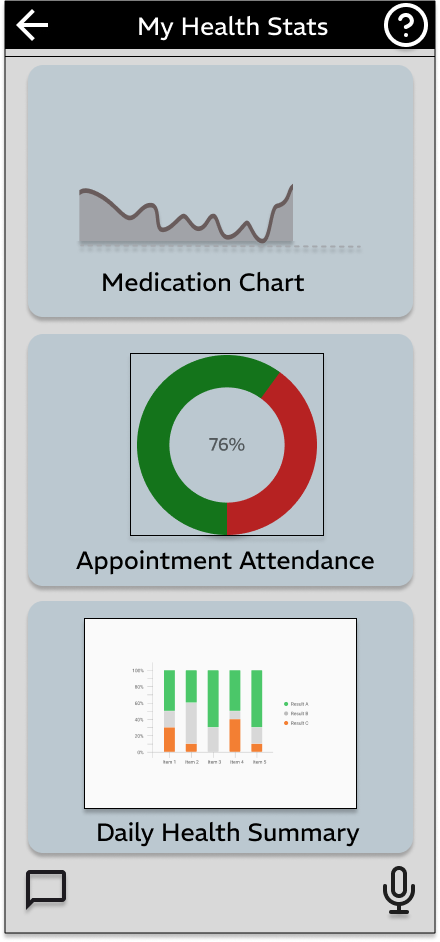 My Health Stats
Medication Chart
76%
Appointment Attendance
100%
80%
60%
40%
20%
0%
Item 1 Item 2 Item 3 Item 4 Item 5
Result A
Result B
Result C
Daily Health Summary